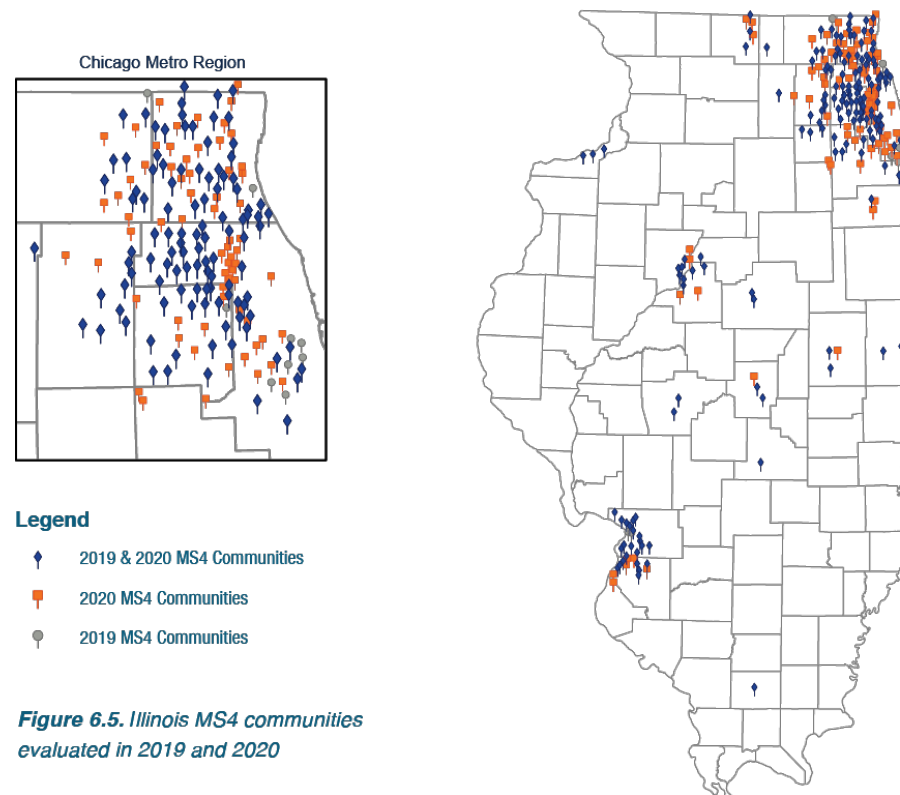 Chicago Metro Region
Legend
2019 & 2020 MS4 Communities
2020 MS4 Communities
2019 MS4 Communities
Figure 6.5. Illinois MS4 communities
evaluated in 2019 and 2020